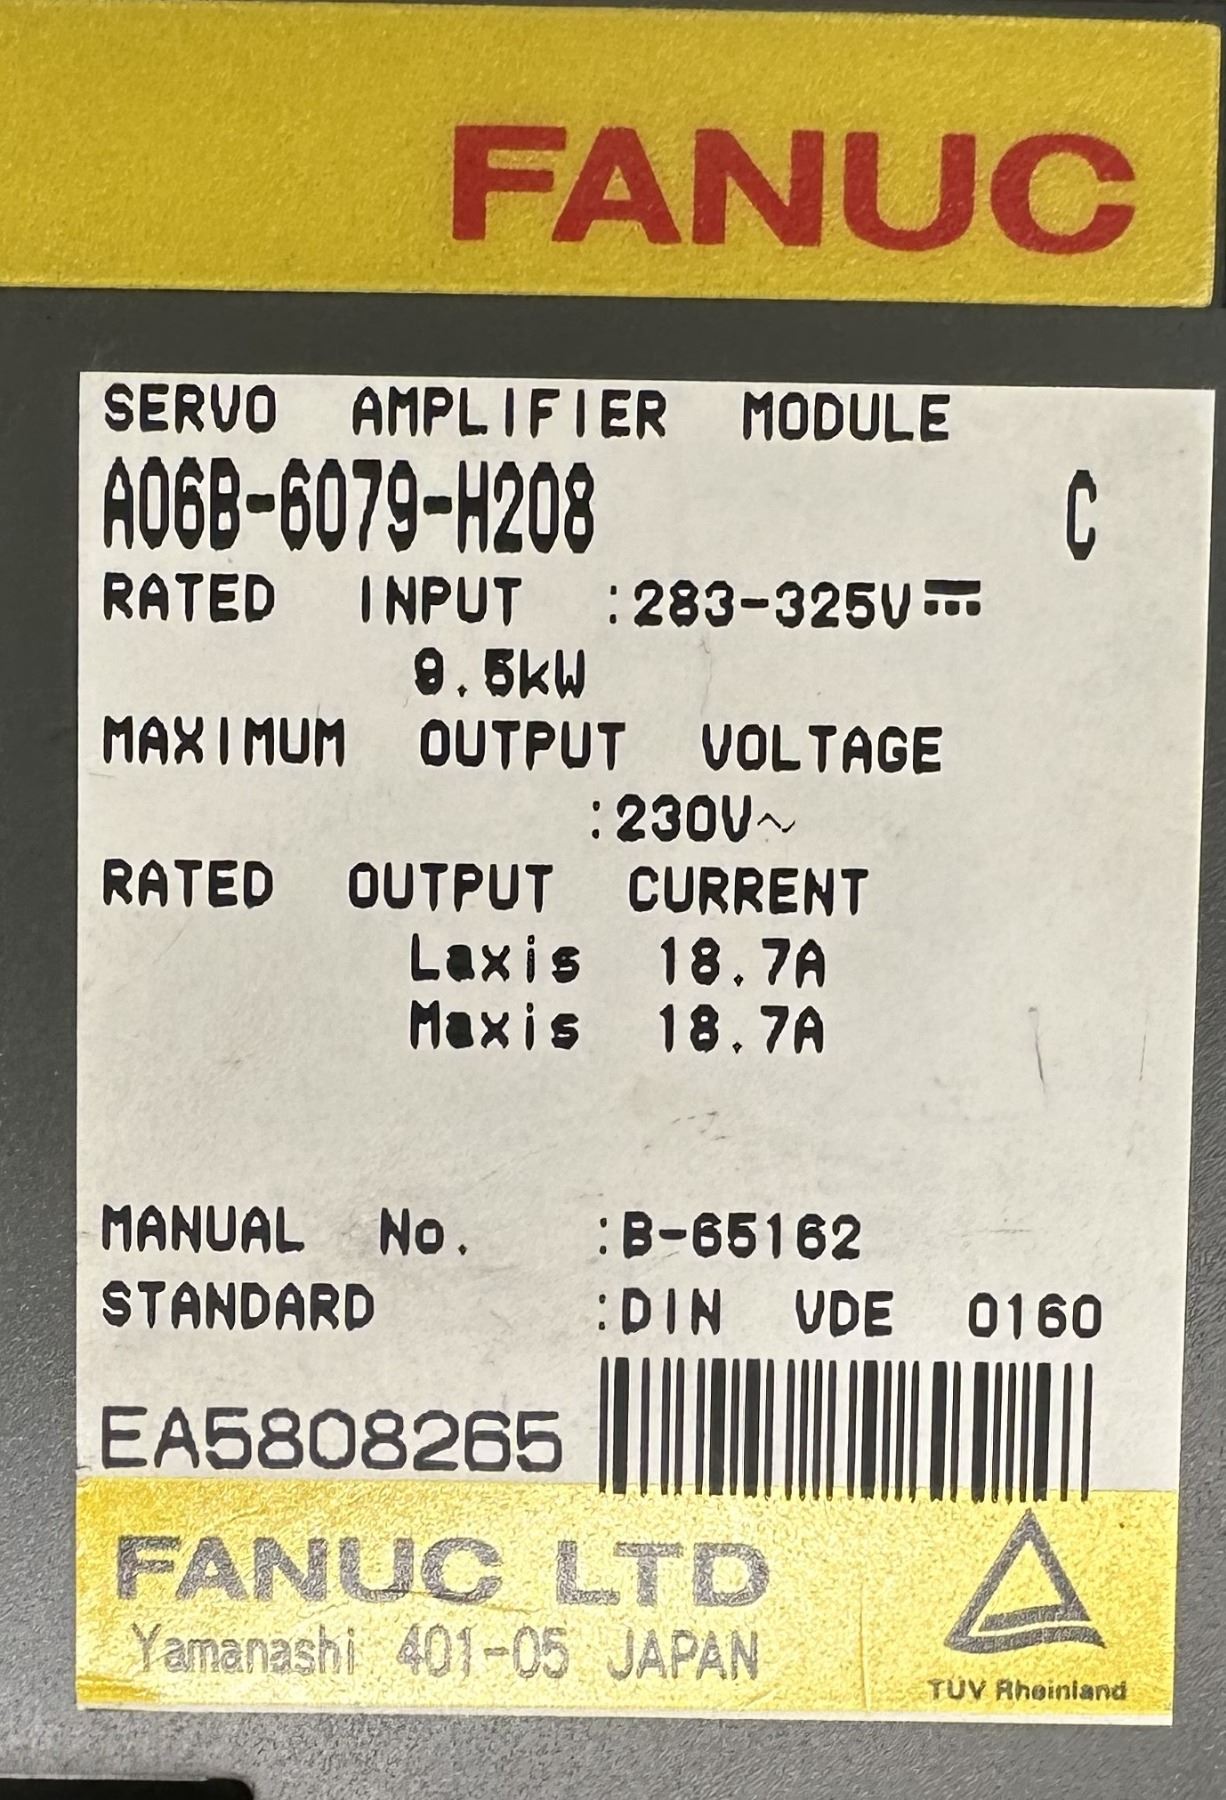 FANUC
SERVO AMPLIFIER MODULE
A06B-6079-H208 C
RATED INPUT :283-325V⎓
9.5kW
MAXIMUM OUTPUT VOLTAGE
:230V~
RATED OUTPUT CURRENT
Laxis 18.7A
Maxis 18.7A
MANUAL No. :B-65162
STANDARD :DIN VDE 0160
EA5808265
FANUC LTD
Yamanashi 401-05 JAPAN
TUV Rheinland